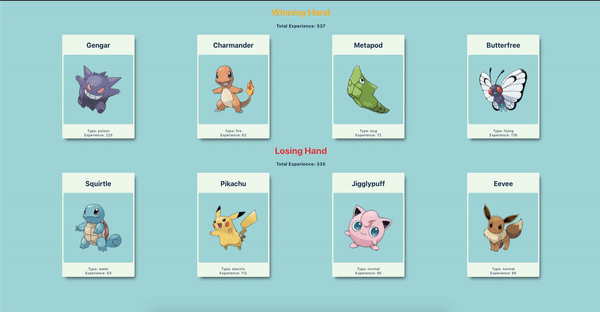 Winning Hand
Total Experience: 537
Gengar
Charmander
Metapod
Butterfree
Type: poison
Experience: 225
Type: fire
Experience: 62
Type: bug
Experience: 72
Type: flying
Experience: 178
Losing Hand
Total Experience: 335
Squirtle
Pikachu
Jigglypuff
Eevee
Type: water
Experience: 63
Type: electric
Experience: 112
Type: normal
Experience: 95
Type: normal
Experience: 65